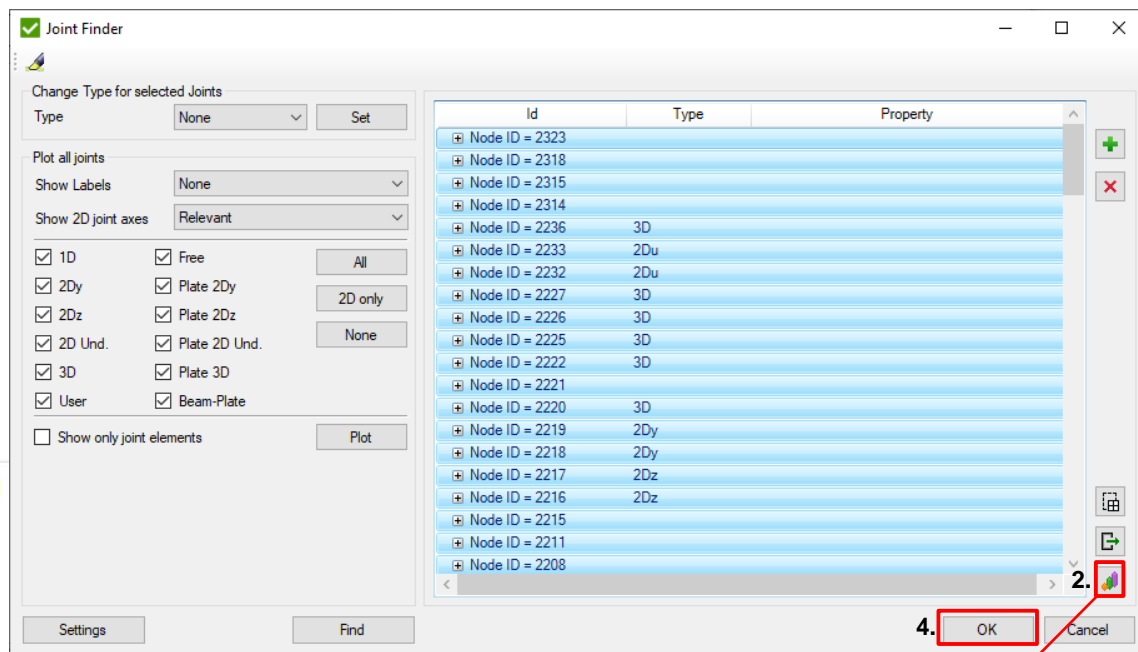 Joint Finder
Change Type for selected Joints
Type None Set
Plot all joints
Show Labels None
Show 2D joint axes Relevant
1D Free All
2Dy Plate 2Dy
2D only
2Dz Plate 2Dz
2D Und. Plate 2D Und. None
3D Plate 3D
User Beam-Plate
Show only joint elements Plot
Settings Find
Id Type Property
Node ID = 2323
Node ID = 2318
Node ID = 2315
Node ID = 2314
Node ID = 2236 3D
Node ID = 2233 2Du
Node ID = 2232 2Du
Node ID = 2227 3D
Node ID = 2226 3D
Node ID = 2225 3D
Node ID = 2222 3D
Node ID = 2221
Node ID = 2220 3D
Node ID = 2219 2Dy
Node ID = 2218 2Dy
Node ID = 2217 2Dz
Node ID = 2216 2Dz
Node ID = 2215
Node ID = 2211
Node ID = 2208
2.
4. OK Cancel